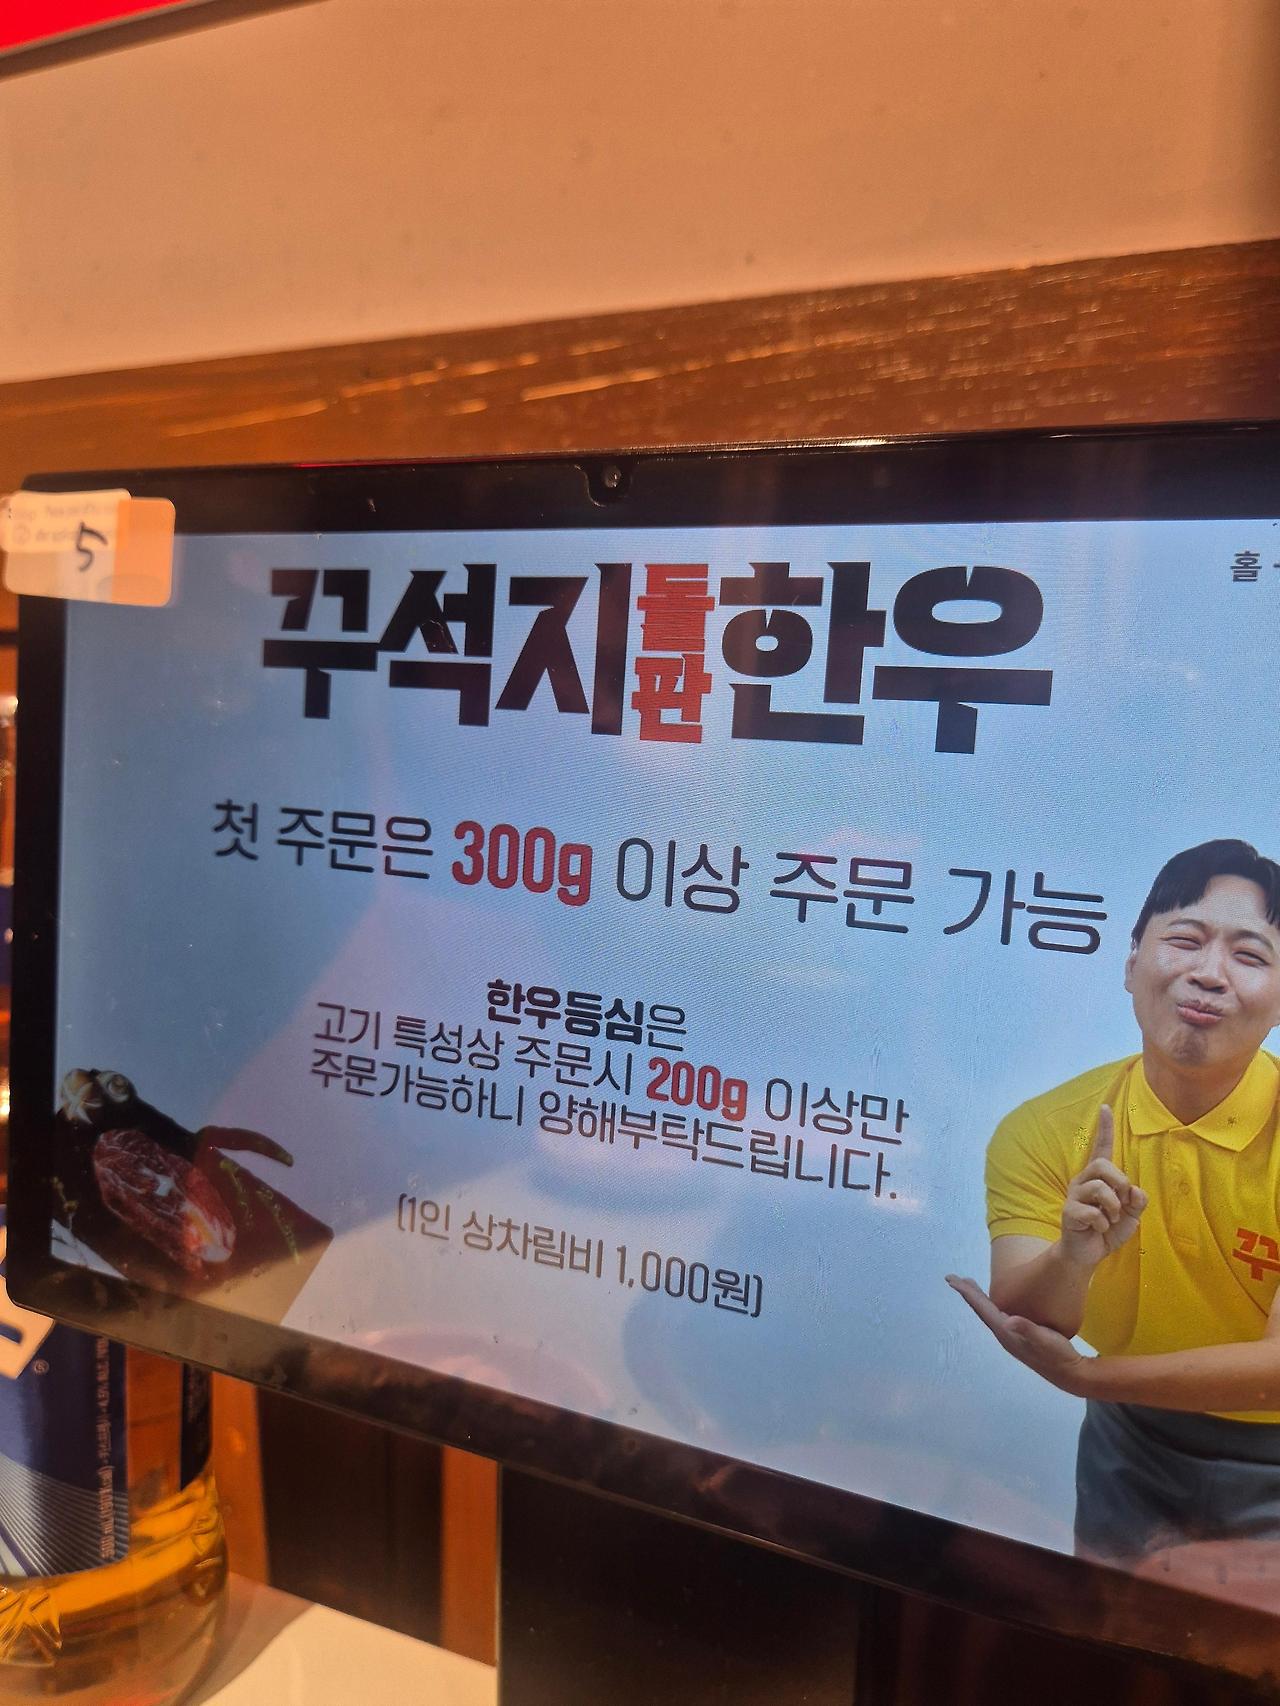 5
꾸석지돌판한우
홀
첫 주문은 300g 이상 주문 가능
한우등심은
고기 특성상 주문시 200g 이상만
주문가능하니 양해부탁드립니다.
(1인 상차림비 1,000원)
꾸